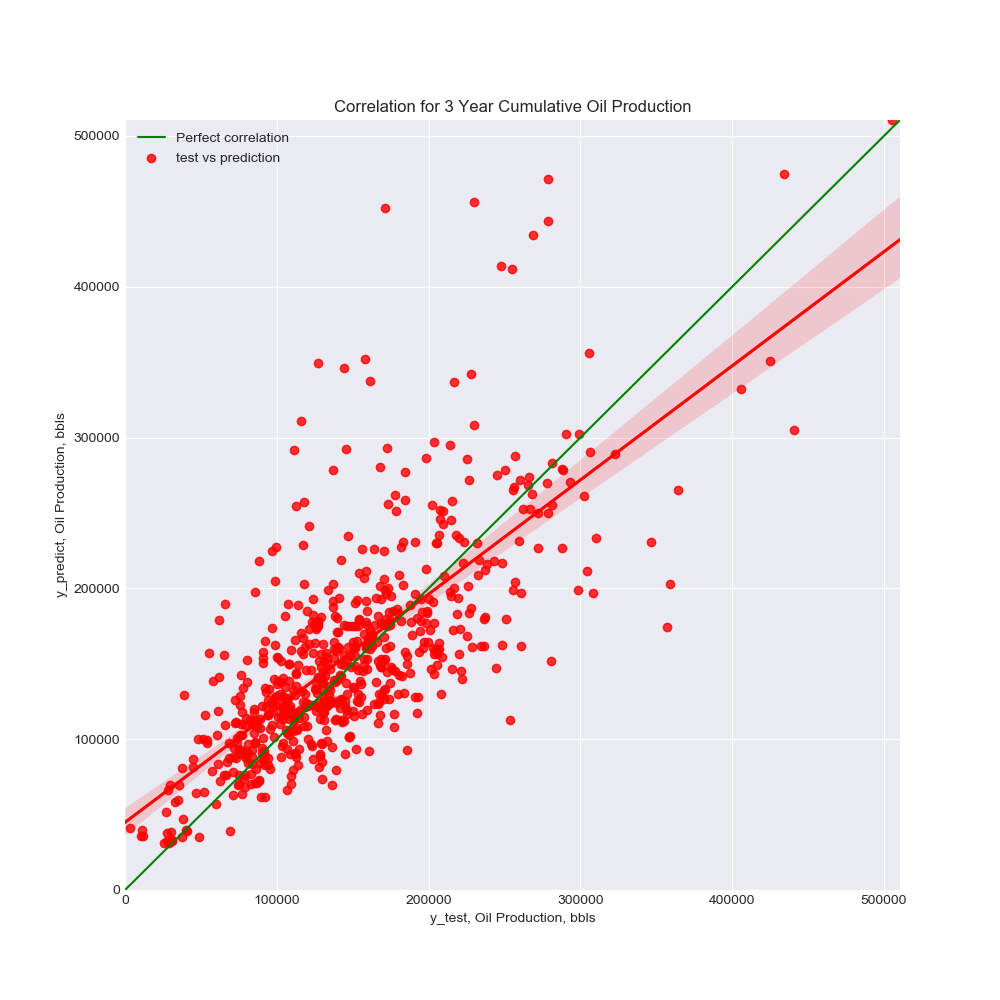 Correlation for 3 Year Cumulative Oil Production
Perfect correlation
test vs prediction
500000
400000
300000
200000
100000
0
y_predict, Oil Production, bbls
0 100000 200000 300000 400000 500000
y_test, Oil Production, bbls